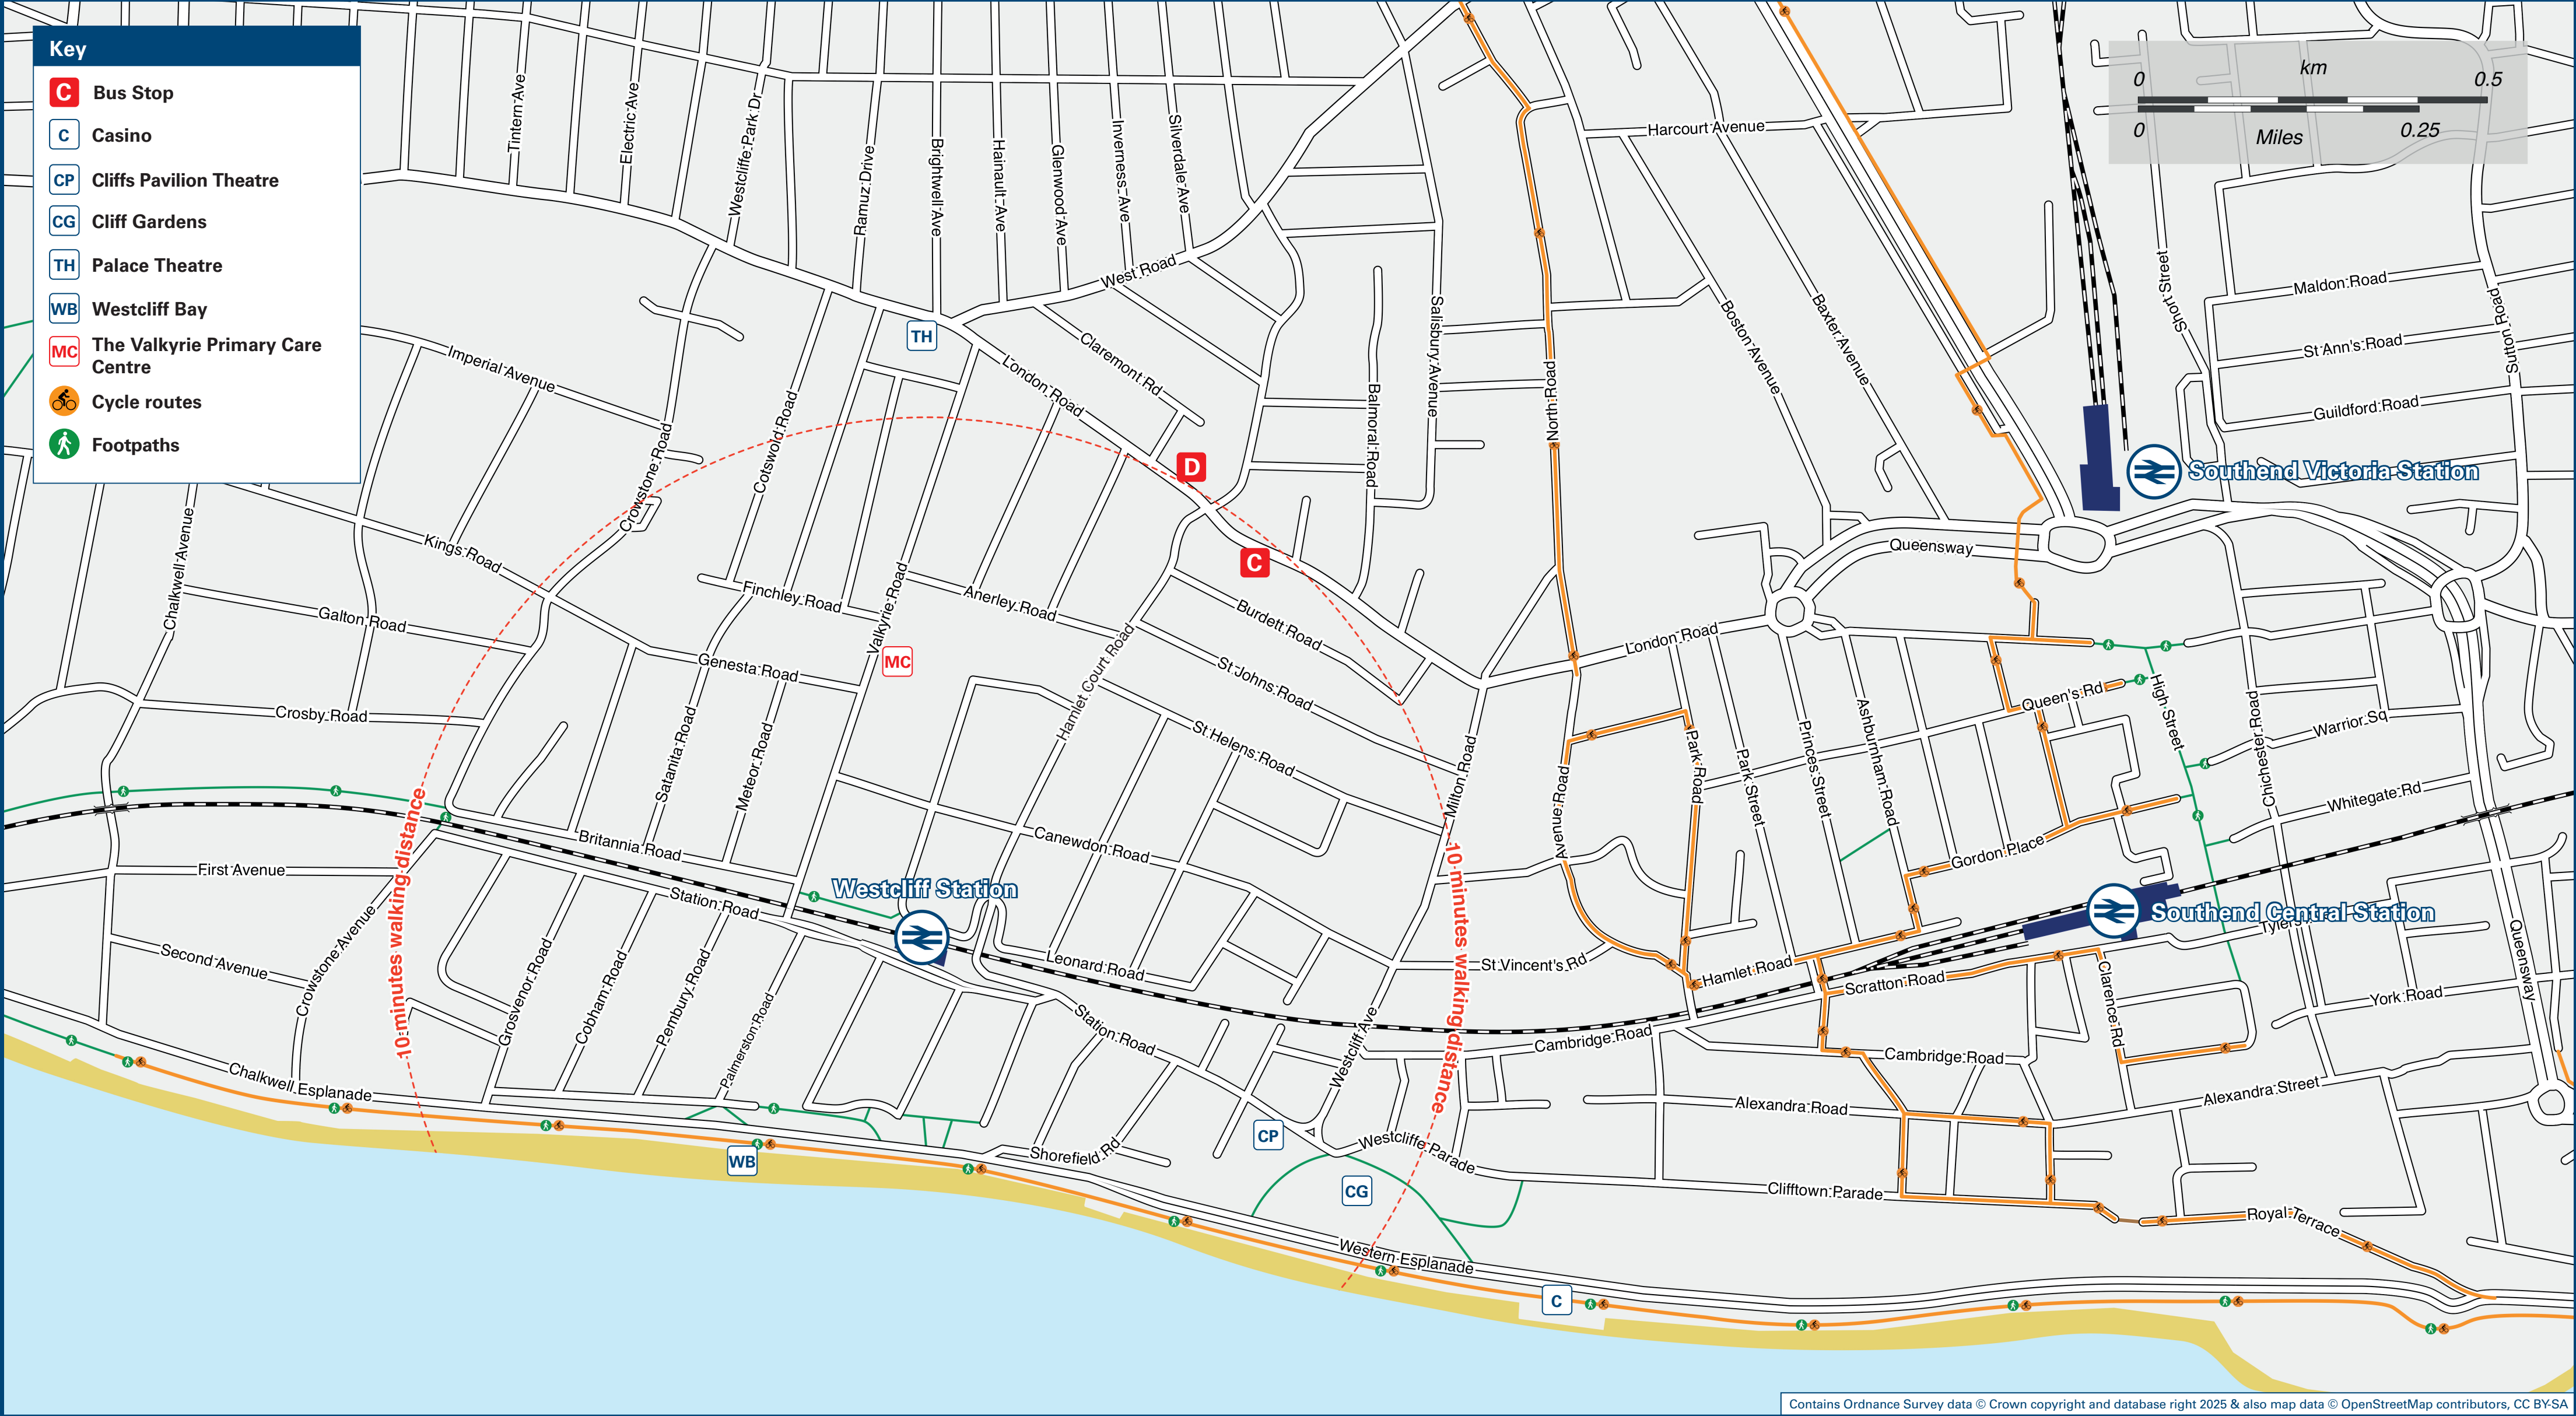 Key
C Bus Stop
C Casino
CP Cliffs Pavilion Theatre
CG Cliff Gardens
TH Palace Theatre
WB Westcliff Bay
MC The Valkyrie Primary Care
Centre
Cycle routes
Footpaths
km
0 0.5
0 0.25
Miles
Tintern Ave
Electric Ave
Westcliffe Park Dr
Ramuz Drive
Brightwell Ave
Hainault Ave
Glenwood Ave
Inverness Ave
Silverdale Ave
Harcourt Avenue
West Road
Salisbury Avenue
Balmoral Road
North Road
Boston Avenue
Baxter Avenue
Short Street
Maldon Road
St Ann's Road
Guildford Road
Sutton Road
Southend Victoria Station
Imperial Avenue
TH
London Road
Claremont Rd
D
C
Crowstone Road
Cotswold Road
Kings Road
Chalkwell Avenue
Galton Road
Finchley Road
Valkyrie Road
Anerley Road
Burdett Road
Hamlet Court Road
St Johns Road
MC
Genesta Road
Crosby Road
Satanita Road
Meteor Road
St Helens Road
Milton Road
London Road
Queensway
Queen's Rd
High Street
Chichester Road
Warrior Sq
Whitegate Rd
Avenue Road
Park Road
Park Street
Princes Street
Ashburnham Road
Gordon Place
10 minutes walking distance
Britannia Road
Canewdon Road
10 minutes walking distance
First Avenue
Westcliff Station
Station Road
Second Avenue
Crowstone Avenue
Grosvenor Road
Cobham Road
Pembury Road
Palmerston Road
Leonard Road
Station Road
Westcliff Ave
St Vincent's Rd
Hamlet Road
Southend Central Station
Tylers
Scratton Road
Clarence Rd
York Road
Queensway
Cambridge Road
Cambridge Road
Alexandra Road
Alexandra Street
Chalkwell Esplanade
WB
Shorefield Rd
CP
Westcliffe Parade
CG
Clifftown Parade
Royal Terrace
Western Esplanade
C
Contains Ordnance Survey data © Crown copyright and database right 2025 & also map data © OpenStreetMap contributors, CC BY-SA